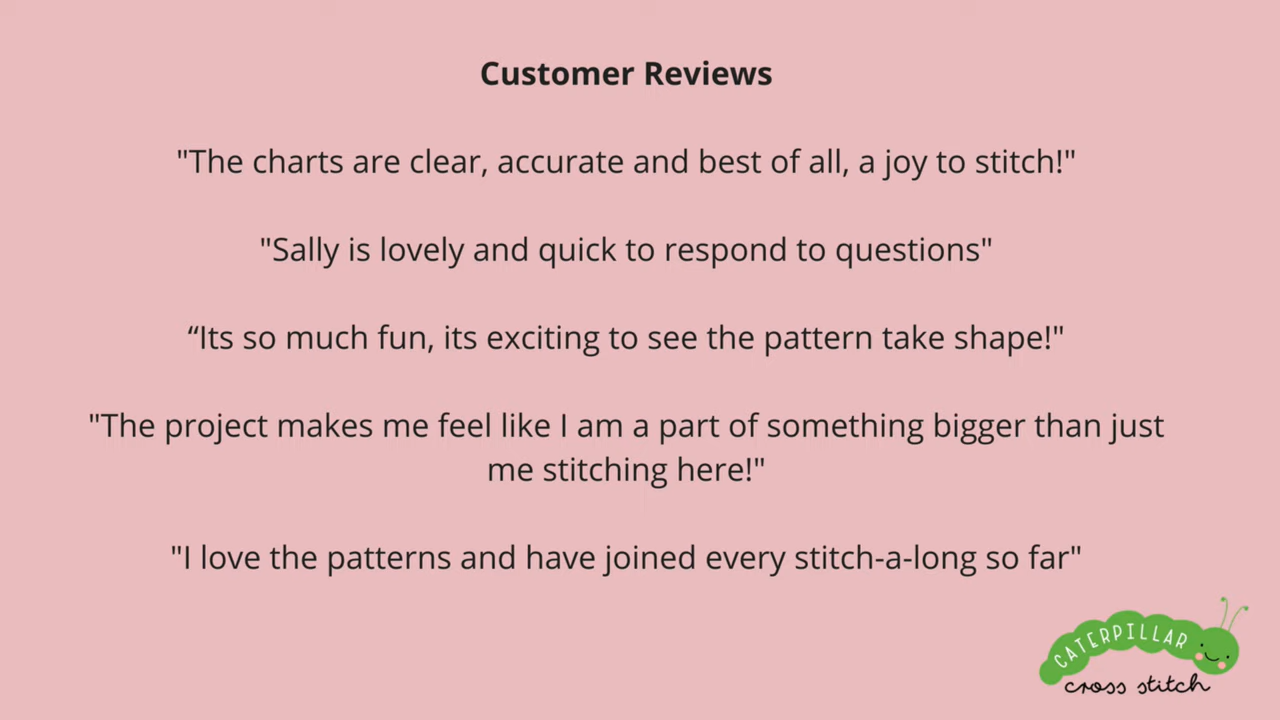 Customer Reviews
"The charts are clear, accurate and best of all, a joy to stitch!"
"Sally is lovely and quick to respond to questions"
“Its so much fun, its exciting to see the pattern take shape!"
"The project makes me feel like I am a part of something bigger than just
me stitching here!"
"I love the patterns and have joined every stitch-a-long so far"
CATERPILLAR
cross stitch